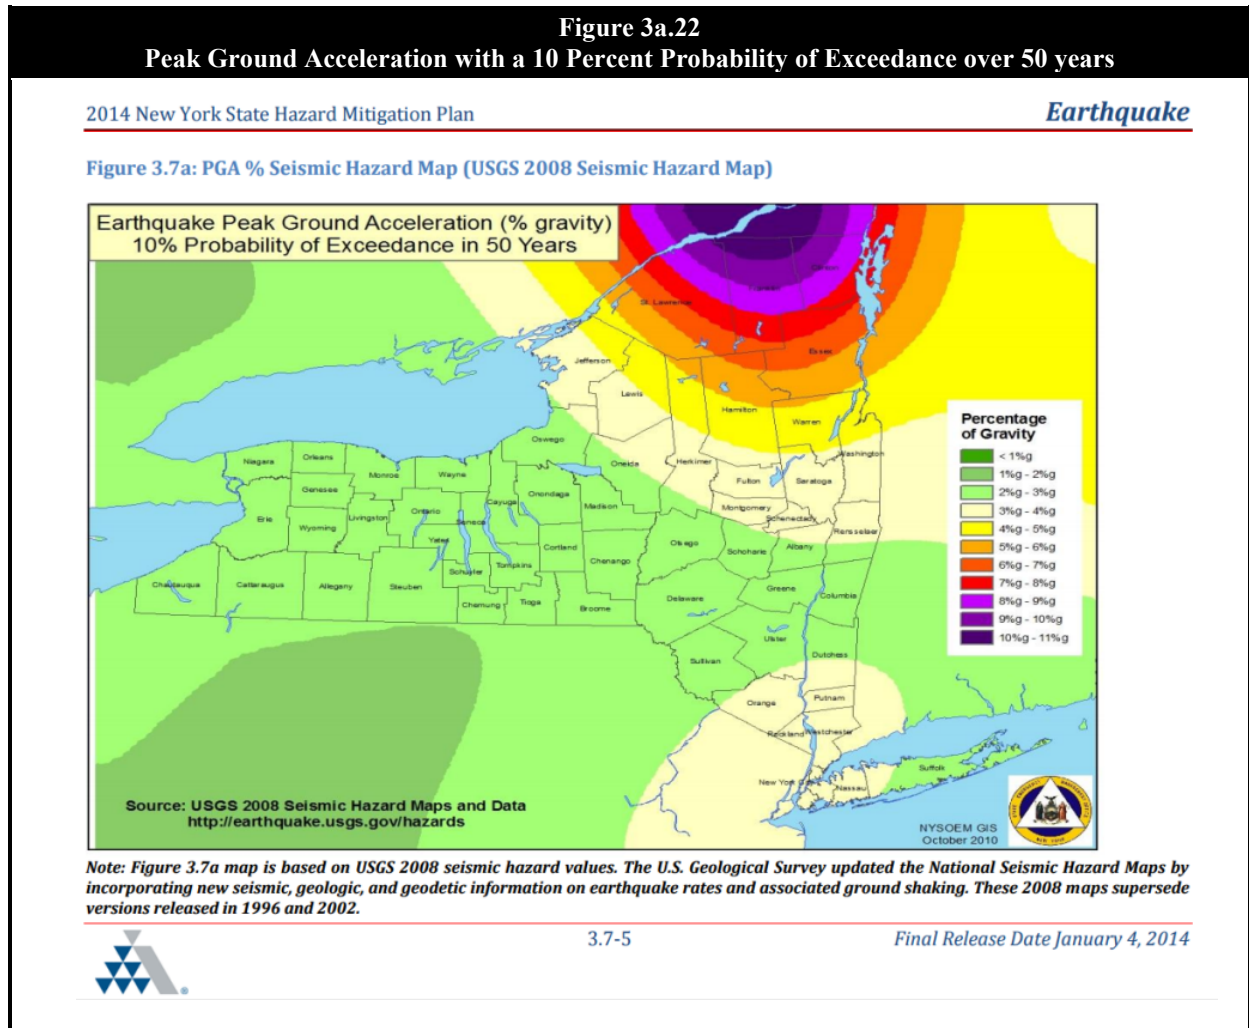 Figure 3a.22
Peak Ground Acceleration with a 10 Percent Probability of Exceedance over 50 years
2014 New York State Hazard Mitigation Plan
Earthquake
Figure 3.7a: PGA % Seismic Hazard Map (USGS 2008 Seismic Hazard Map)
Earthquake Peak Ground Acceleration (% gravity)
10% Probability of Exceedance in 50 Years
Clinton
Franklin
St. Lawrence
Essex
Jefferson
Lewis
Hamilton
Warren
Washington
Oswego
Oneida
Herkimer
Fulton
Saratoga
Niagara
Orleans
Monroe
Wayne
Genesee
Cayuga
Onondaga
Madison
Montgomery
Schenectady
Rensselaer
Erie
Wyoming
Livingston
Ontario
Seneca
Yates
Cortland
Chenango
Otsego
Schoharie
Albany
Chautauqua
Cattaraugus
Allegany
Steuben
Schuyler
Tompkins
Chemung
Tioga
Broome
Delaware
Greene
Columbia
Ulster
Sullivan
Dutchess
Orange
Putnam
Rockland
Westchester
New York
Nassau
Suffolk
Percentage
of Gravity
< 1%g
1%g - 2%g
2%g - 3%g
3%g - 4%g
4%g - 5%g
5%g - 6%g
6%g - 7%g
7%g - 8%g
8%g - 9%g
9%g - 10%g
10%g - 11%g
Source: USGS 2008 Seismic Hazard Maps and Data
http://earthquake.usgs.gov/hazards
NYSOEM GIS
October 2010
Note: Figure 3.7a map is based on USGS 2008 seismic hazard values. The U.S. Geological Survey updated the National Seismic Hazard Maps by
incorporating new seismic, geologic, and geodetic information on earthquake rates and associated ground shaking. These 2008 maps supersede
versions released in 1996 and 2002.
3.7-5
Final Release Date January 4, 2014